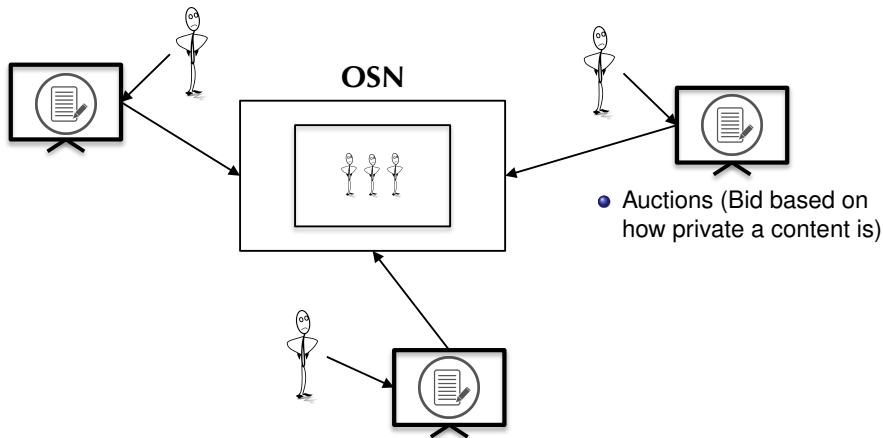 OSN
Auctions (Bid based on
how private a content is)